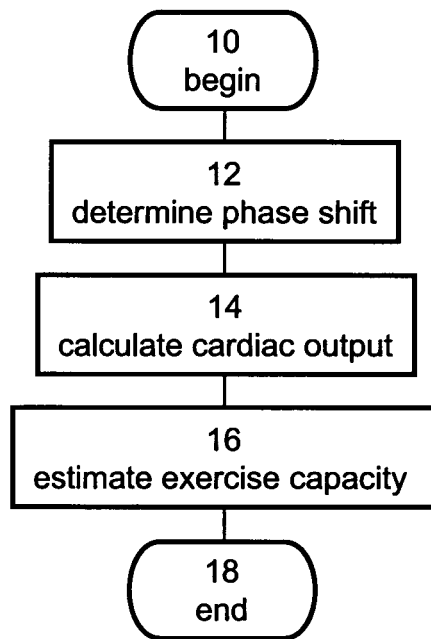 10
begin
12
determine phase shift
14
calculate cardiac output
16
estimate exercise capacity
18
end